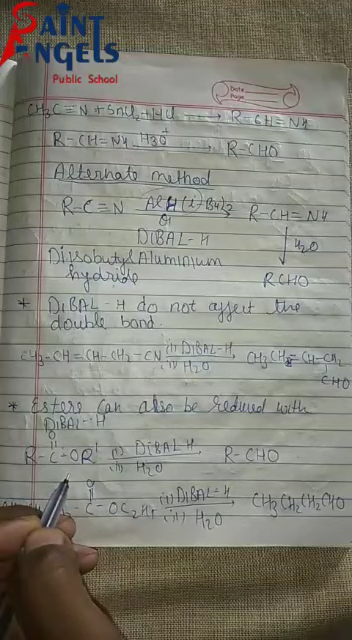 SAINT
ANGELS
Public School
Date
Page
CH3C≡N + SnCl2 + HCl → R-CH=NH
R-CH=NH H3O+ → R-CHO
Alternate method
R-C≡N AlH(i-Bu)2 → R-CH=NH
Or
DIBAL-H
↓ H2O
Diisobutyl Aluminium
hydride
RCHO
* DIBAL-H do not affect the
double bond.
CH3-CH=CH-CH2-CN (i) DIBAL-H (ii) H2O → CH3CH=CH-CH2
CHO
* Esters can also be reduced with
DIBAL-H
O
R-C-OR' (i) DIBAL-H (ii) H2O → R-CHO
O
-C-OC2H5 (i) DIBAL-H (ii) H2O → CH3CH2CH2CHO